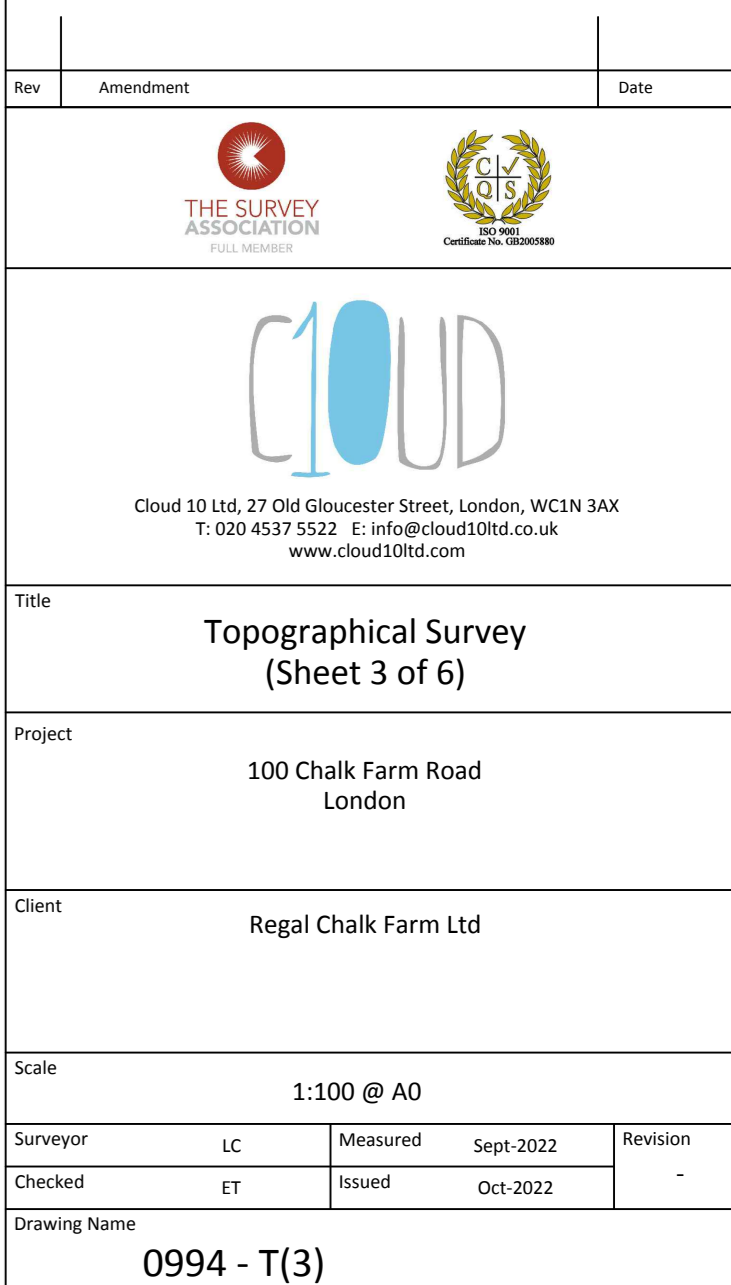 Rev Amendment Date
THE SURVEY
ASSOCIATION
FULL MEMBER
C ✓
Q S
ISO 9001
Certificate No. GB2005880
C10UD
Cloud 10 Ltd, 27 Old Gloucester Street, London, WC1N 3AX
T: 020 4537 5522 E: info@cloud10ltd.co.uk
www.cloud10ltd.com
Title
Topographical Survey
(Sheet 3 of 6)
Project
100 Chalk Farm Road
London
Client
Regal Chalk Farm Ltd
Scale
1:100 @ A0
Surveyor LC Measured Sept-2022 Revision
Checked ET Issued Oct-2022 -
Drawing Name
0994 - T(3)